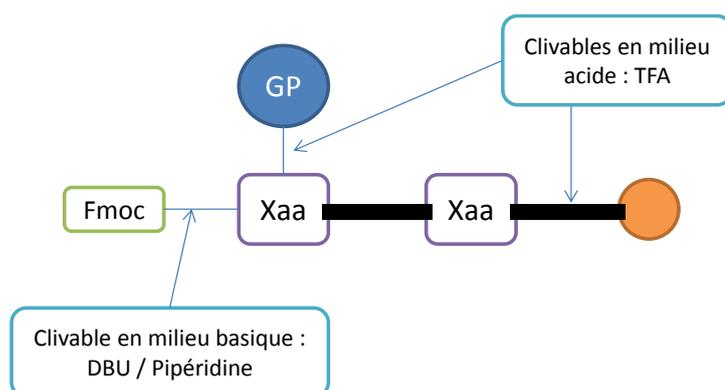 Clivables en milieu
acide : TFA
GP
Fmoc
Xaa
Xaa
Clivable en milieu basique :
DBU / Pipéridine